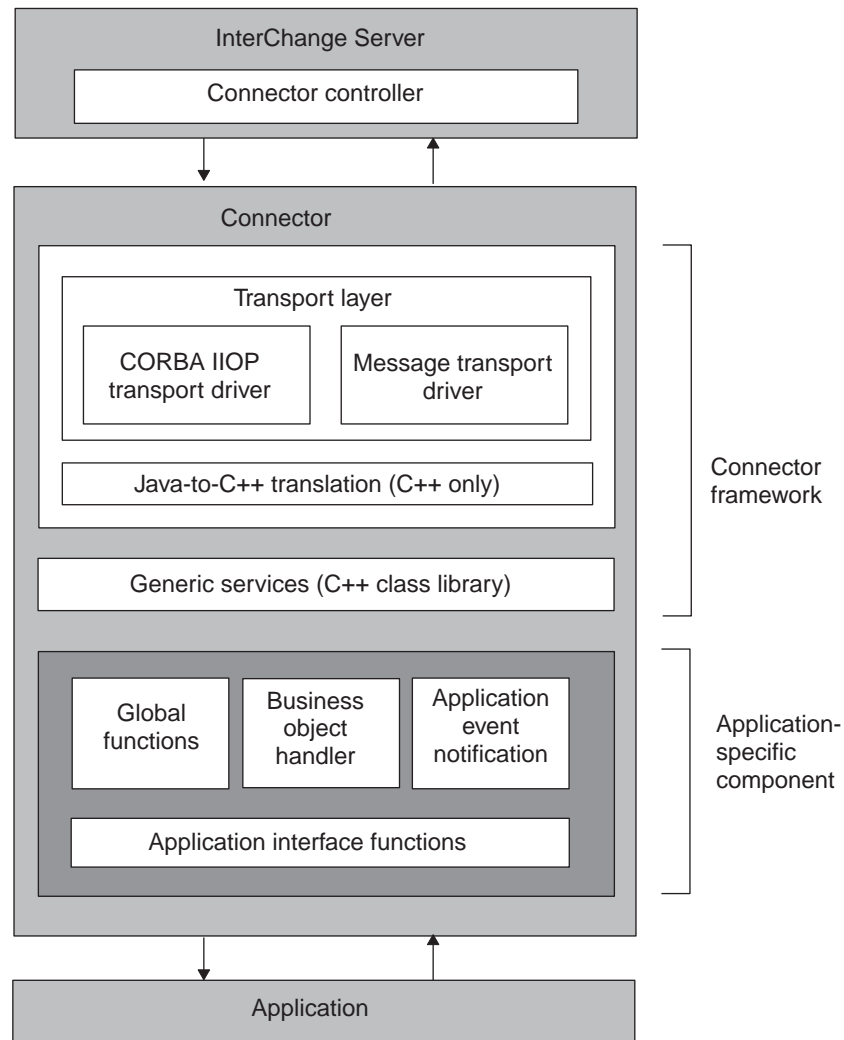 InterChange Server
Connector controller
Connector
Transport layer
CORBA IIOP
transport driver
Message transport
driver
Java-to-C++ translation (C++ only)
Generic services (C++ class library)
Connector
framework
Global
functions
Business
object
handler
Application
event
notification
Application interface functions
Application-
specific
component
Application